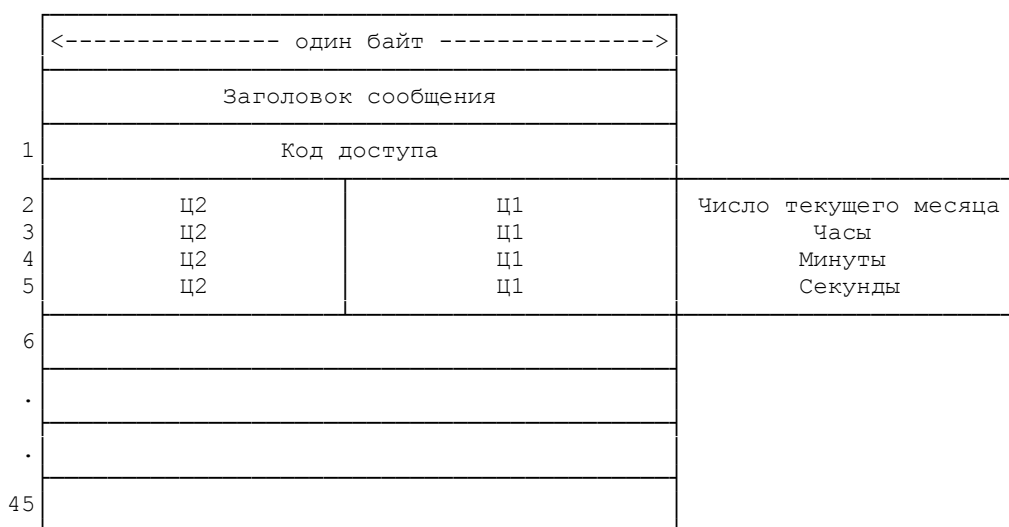 <--------------- один байт --------------->
Заголовок сообщения
1 Код доступа
2 Ц2 Ц1 Число текущего месяца
3 Ц2 Ц1 Часы
4 Ц2 Ц1 Минуты
5 Ц2 Ц1 Секунды
6
.
.
45